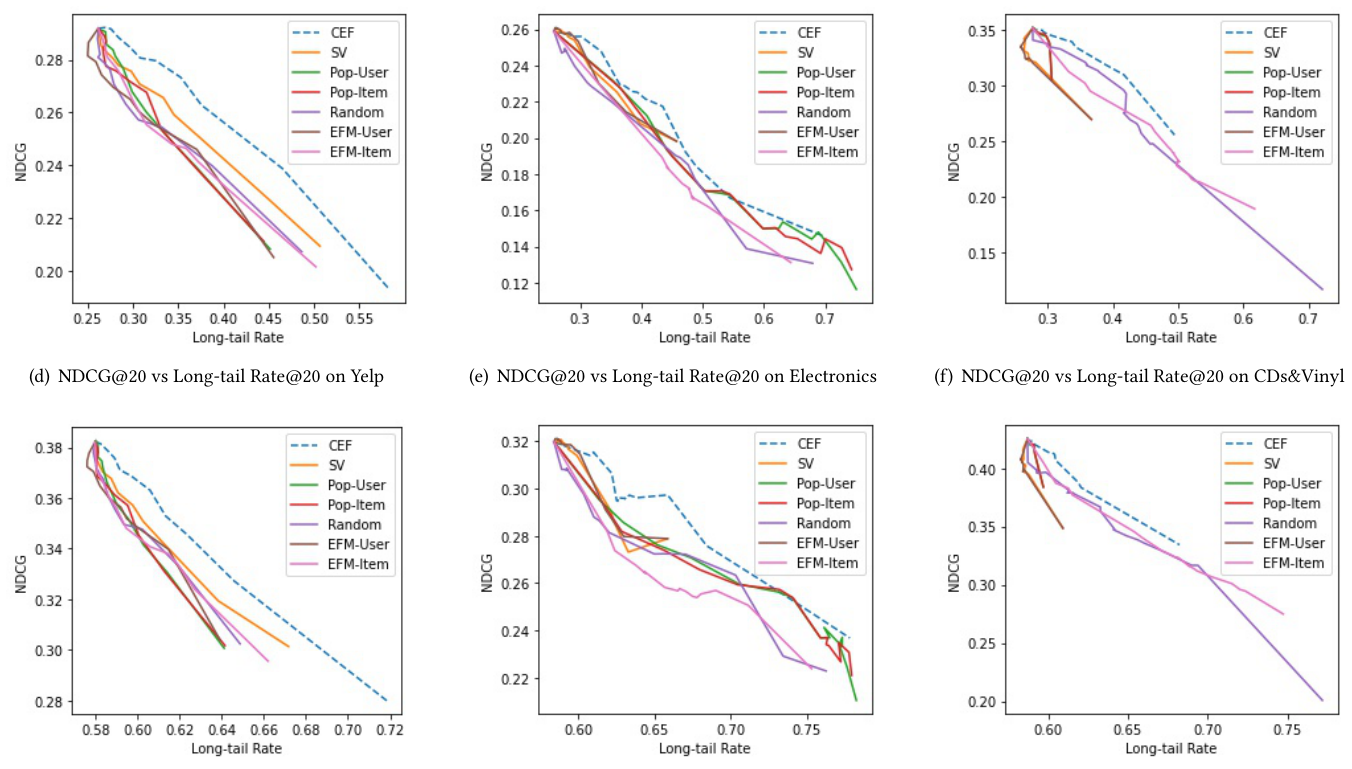 CEF
SV
Pop-User
Pop-Item
Random
EFM-User
EFM-Item
0.28
0.26
0.24
0.22
0.20
NDCG
0.25 0.30 0.35 0.40 0.45 0.50 0.55
Long-tail Rate
CEF
SV
Pop-User
Pop-Item
Random
EFM-User
EFM-Item
0.26
0.24
0.22
0.20
0.18
0.16
0.14
0.12
NDCG
0.3 0.4 0.5 0.6 0.7
Long-tail Rate
CEF
SV
Pop-User
Pop-Item
Random
EFM-User
EFM-Item
0.35
0.30
0.25
0.20
0.15
NDCG
0.3 0.4 0.5 0.6 0.7
Long-tail Rate
(d) NDCG@20 vs Long-tail Rate@20 on Yelp
(e) NDCG@20 vs Long-tail Rate@20 on Electronics
(f) NDCG@20 vs Long-tail Rate@20 on CDs&Vinyl
CEF
SV
Pop-User
Pop-Item
Random
EFM-User
EFM-Item
0.38
0.36
0.34
0.32
0.30
0.28
NDCG
0.58 0.60 0.62 0.64 0.66 0.68 0.70 0.72
Long-tail Rate
CEF
SV
Pop-User
Pop-Item
Random
EFM-User
EFM-Item
0.32
0.30
0.28
0.26
0.24
0.22
NDCG
0.60 0.65 0.70 0.75
Long-tail Rate
CEF
SV
Pop-User
Pop-Item
Random
EFM-User
EFM-Item
0.40
0.35
0.30
0.25
0.20
NDCG
0.60 0.65 0.70 0.75
Long-tail Rate